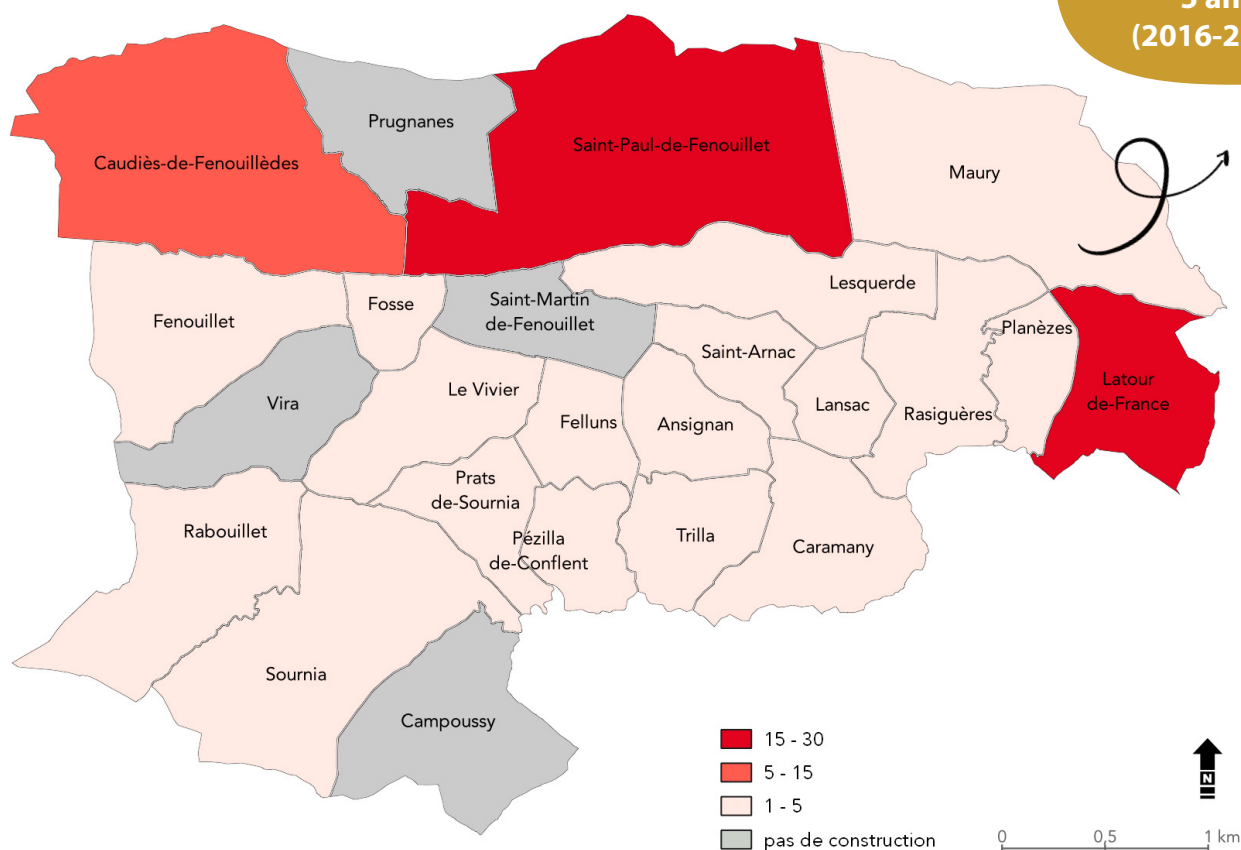 (2016-2
Prugnanes
Saint-Paul-de-Fenouillet
Caudiès-de-Fenouillèdes
Maury
Lesquerde
Fosse
Saint-Martin
de-Fenouillet
Fenouillet
Planèzes
Saint-Arnac
Latour
de-France
Le Vivier
Vira
Lansac
Rasiguères
Felluns
Ansignan
Prats
de-Sournia
Rabouillet
Pézilla
de-Conflent
Trilla
Caramany
Sournia
Campoussy
15 - 30
5 - 15
1 - 5
pas de construction
N
0 0,5 1 km